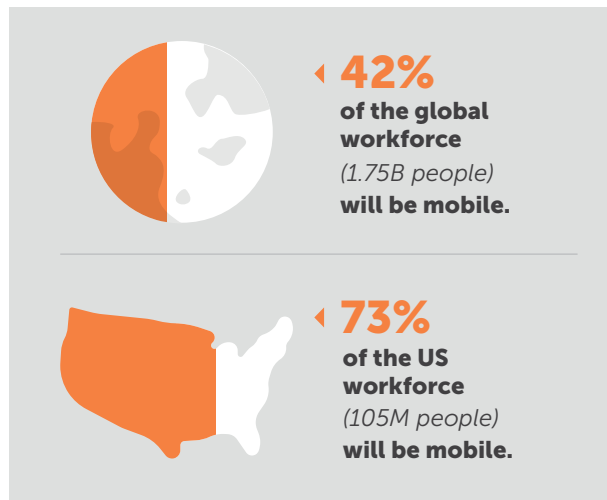 42%
of the global
workforce
(1.75B people)
will be mobile.
73%
of the US
workforce
(105M people)
will be mobile.